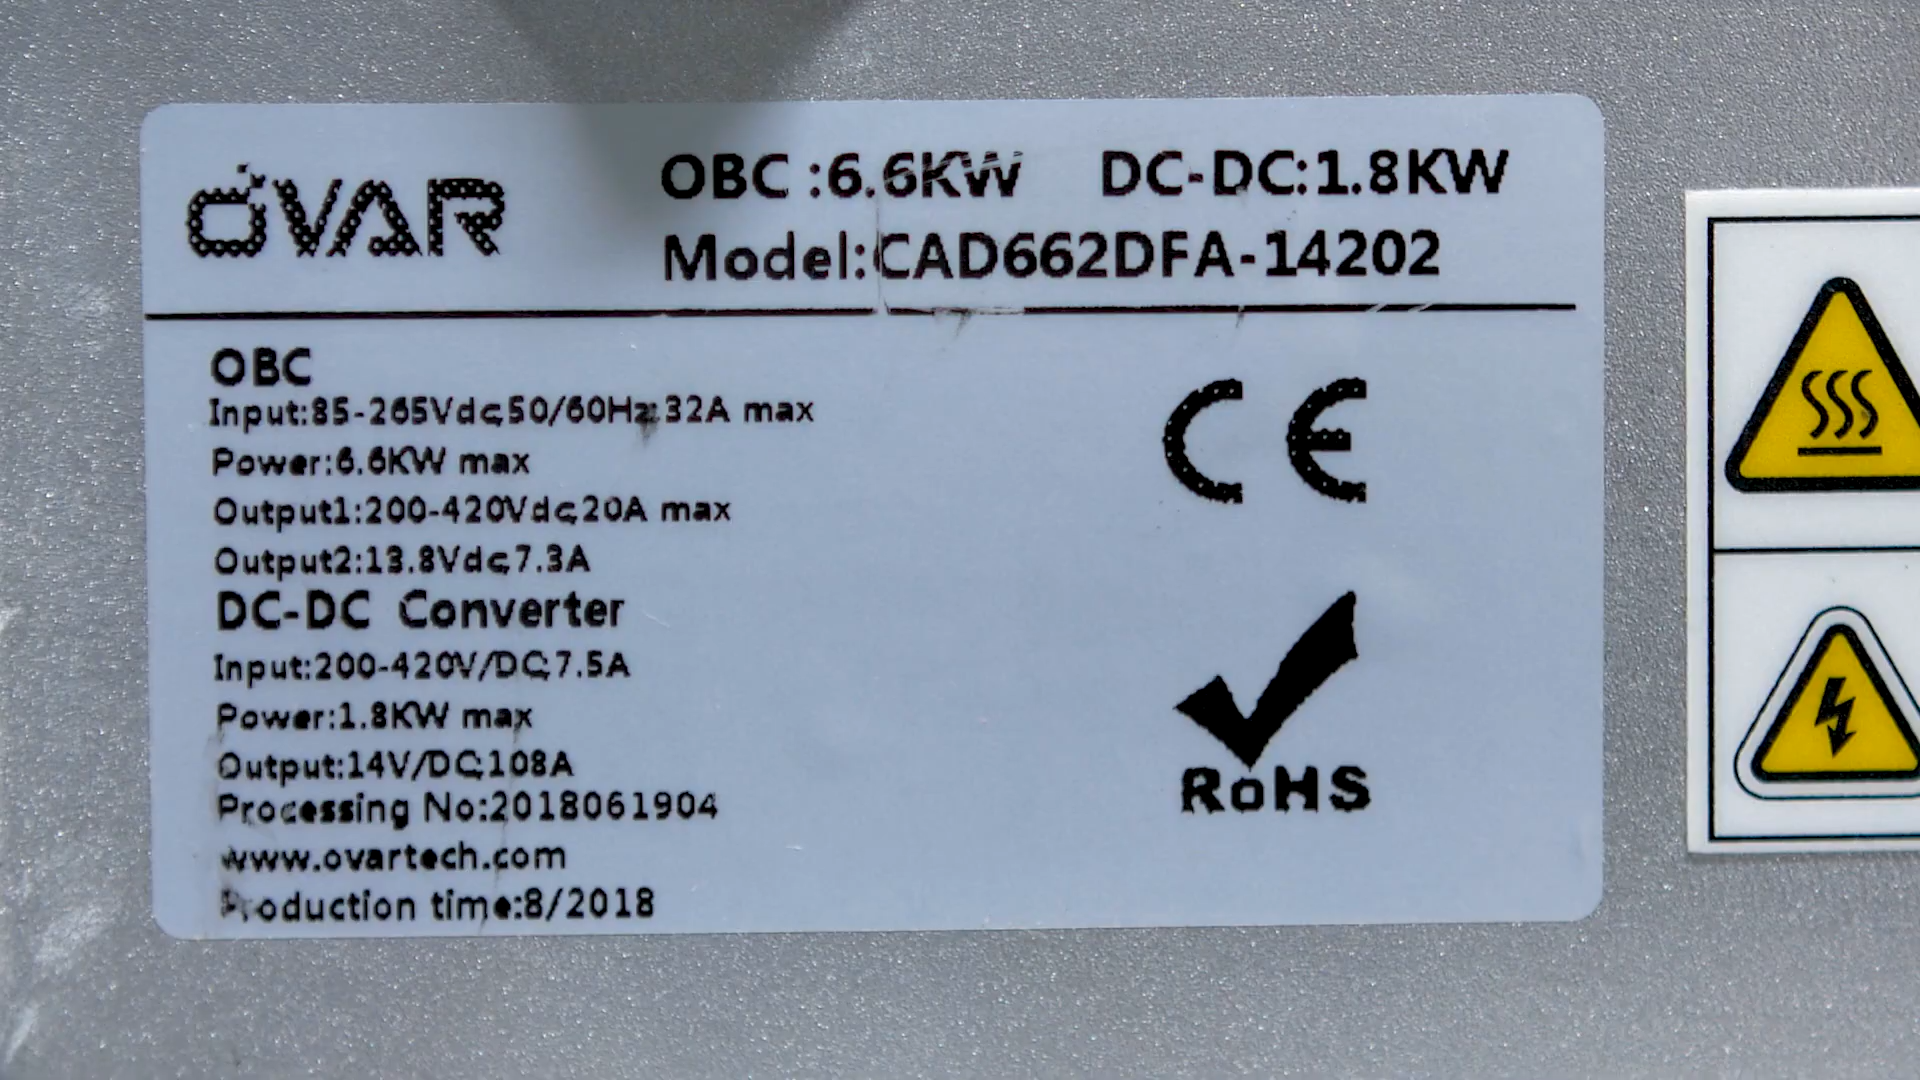 OVAR
OBC :6.6KW DC-DC:1.8KW
Model:CAD662DFA-14202
OBC
Input:85-265Vdc;50/60Hz;32A max
Power:6.6KW max
Output1:200-420Vdc;20A max
Output2:13.8Vdc;7.3A
DC-DC Converter
Input:200-420V/DC;7.5A
Power:1.8KW max
Output:14V/DC;108A
Processing No:2018061904
www.ovartech.com
Production time:8/2018
CE
RoHS